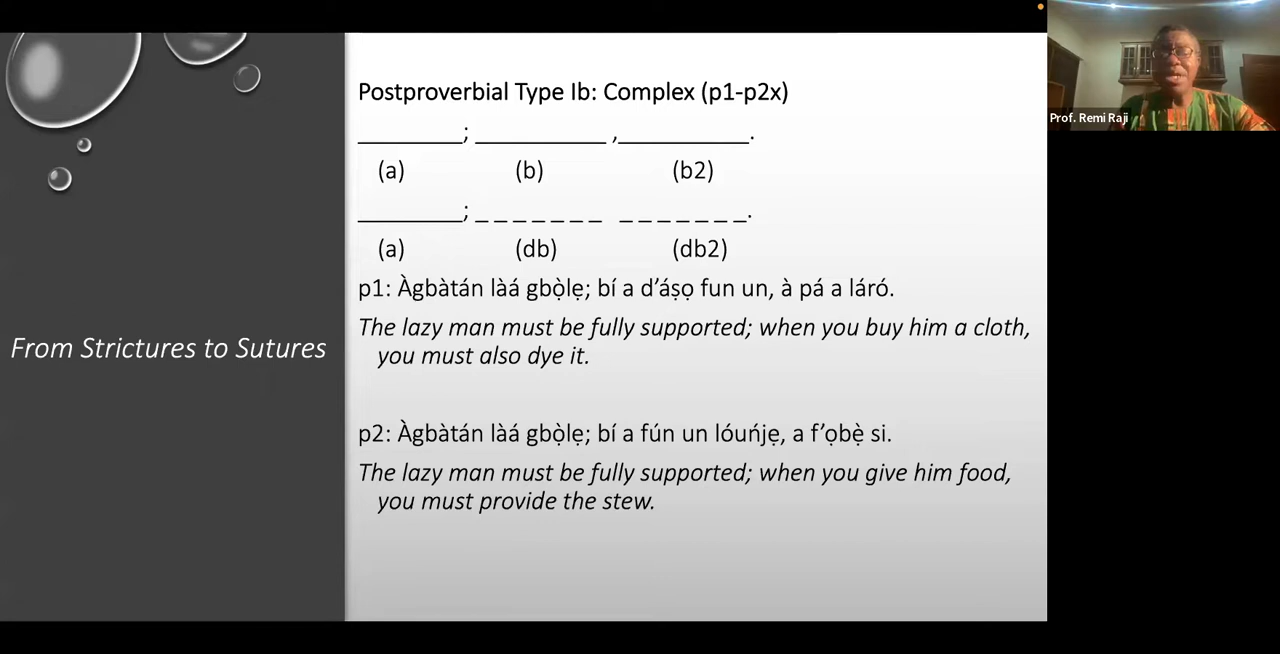 From Strictures to Sutures
Postproverbial Type Ib: Complex (p1-p2x)
_________; ___________ ,___________.
(a) (b) (b2)
_________; _ _ _ _ _ _ _ _ _ _ _ _ _ _.
(a) (db) (db2)
p1: Àgbàtán làá gbọ̀lẹ; bí a d’áṣọ fun un, à pá a láró.
The lazy man must be fully supported; when you buy him a cloth,
you must also dye it.
p2: Àgbàtán làá gbọ̀lẹ; bí a fún un lóuńjẹ, a f’ọbẹ̀ si.
The lazy man must be fully supported; when you give him food,
you must provide the stew.
Prof. Remi Raji